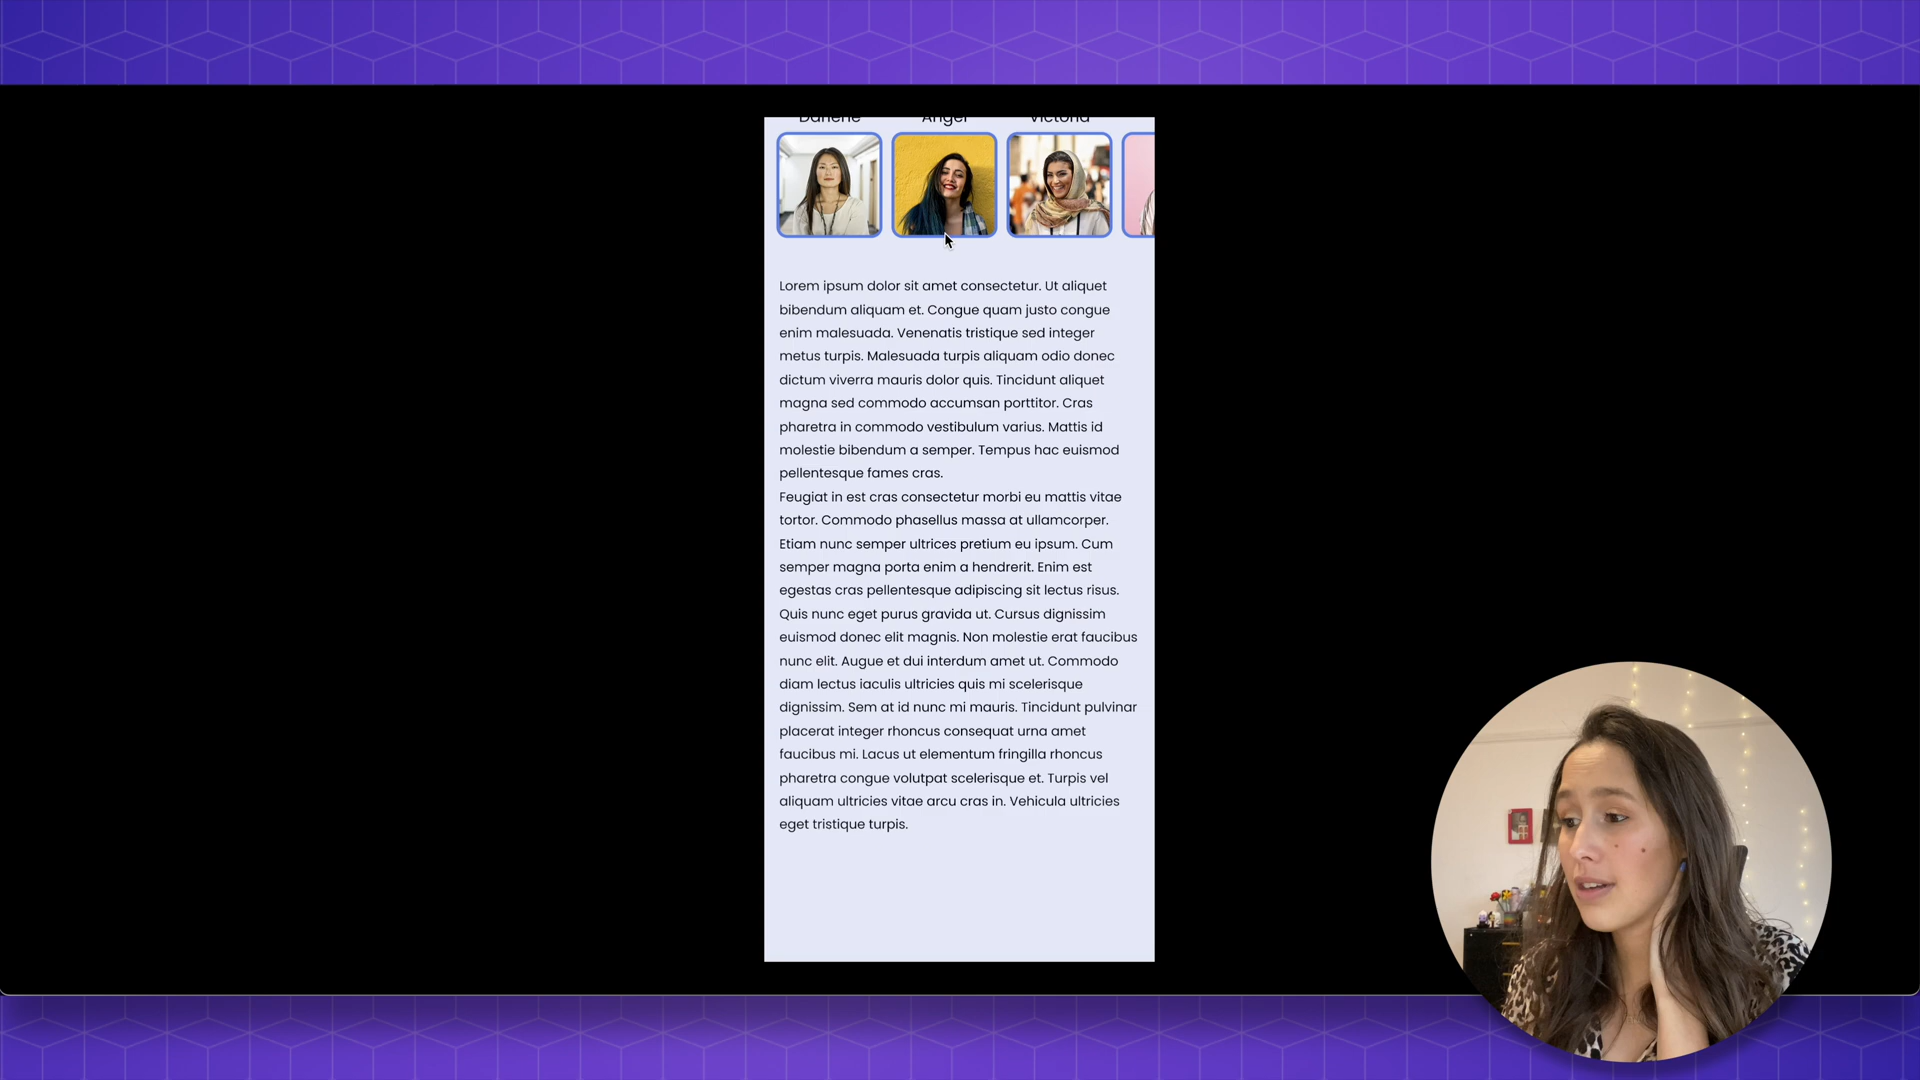 Darlene Angel Victoria
Lorem ipsum dolor sit amet consectetur. Ut aliquet
bibendum aliquam et. Congue quam justo congue
enim malesuada. Venenatis tristique sed integer
metus turpis. Malesuada turpis aliquam odio donec
dictum viverra mauris dolor quis. Tincidunt aliquet
magna sed commodo accumsan porttitor. Cras
pharetra in commodo vestibulum varius. Mattis id
molestie bibendum a semper. Tempus hac euismod
pellentesque fames cras.
Feugiat in est cras consectetur morbi eu mattis vitae
tortor. Commodo phasellus massa at ullamcorper.
Etiam nunc semper ultrices pretium eu ipsum. Cum
semper magna porta enim a hendrerit. Enim est
egestas cras pellentesque adipiscing sit lectus risus.
Quis nunc eget purus gravida ut. Cursus dignissim
euismod donec elit magnis. Non molestie erat faucibus
nunc elit. Augue et dui interdum amet ut. Commodo
diam lectus iaculis ultricies quis mi scelerisque
dignissim. Sem at id nunc mi mauris. Tincidunt pulvinar
placerat integer rhoncus consequat urna amet
faucibus mi. Lacus ut elementum fringilla rhoncus
pharetra congue volutpat scelerisque et. Turpis vel
aliquam ultricies vitae arcu cras in. Vehicula ultricies
eget tristique turpis.